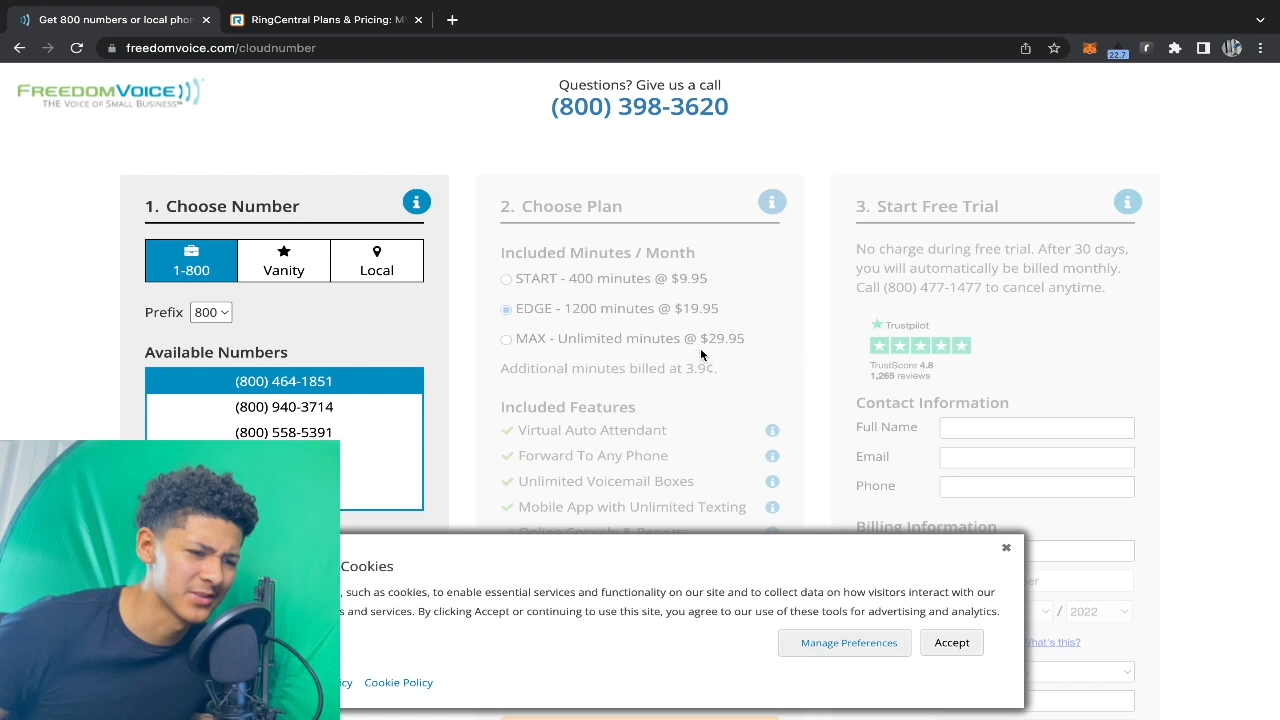 Get 800 numbers or local phon
RingCentral Plans & Pricing: M
freedomvoice.com/cloudnumber
22.7
FREEDOMVOICE
THE VOICE OF SMALL BUSINESS™
Questions? Give us a call
(800) 398-3620
1. Choose Number
1-800
Vanity
Local
Prefix 800
Available Numbers
(800) 464-1851
(800) 940-3714
(800) 558-5391
2. Choose Plan
Included Minutes / Month
START - 400 minutes @ $9.95
EDGE - 1200 minutes @ $19.95
MAX - Unlimited minutes @ $29.95
Additional minutes billed at 3.9¢.
Included Features
Virtual Auto Attendant
Forward To Any Phone
Unlimited Voicemail Boxes
Mobile App with Unlimited Texting
Online Console & Reports
3. Start Free Trial
No charge during free trial. After 30 days,
you will automatically be billed monthly.
Call (800) 477-1477 to cancel anytime.
Trustpilot
TrustScore 4.8
1,265 reviews
Contact Information
Full Name
Email
Phone
Billing Information
/ 2022
What's this?
Cookies
, such as cookies, to enable essential services and functionality on our site and to collect data on how visitors interact with our
s and services. By clicking Accept or continuing to use this site, you agree to our use of these tools for advertising and analytics.
Manage Preferences
Accept
icy
Cookie Policy